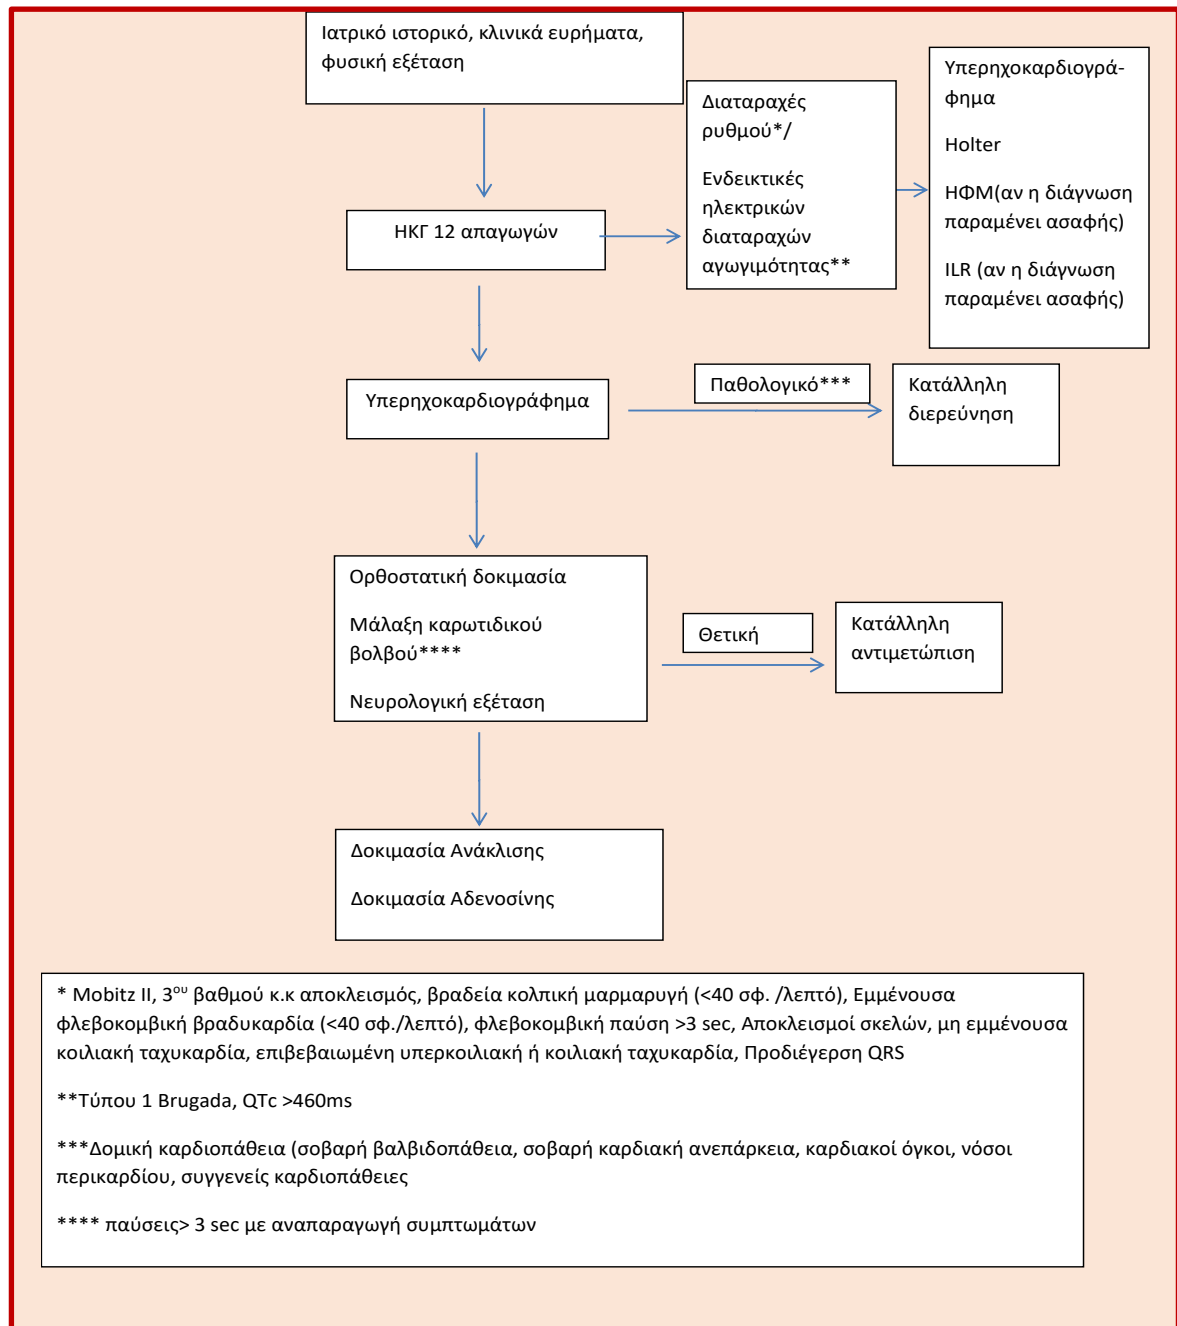 Ιατρικό ιστορικό, κλινικά ευρήματα,
φυσική εξέταση
Διαταραχές
ρυθμού*/
Ενδεικτικές
ηλεκτρικών
διαταραχών
αγωγιμότητας**
Υπερηχοκαρδιογρά-
φημα
Holter
ΗΦΜ(αν η διάγνωση
παραμένει ασαφής)
ILR (αν η διάγνωση
παραμένει ασαφής)
ΗΚΓ 12 απαγωγών
Υπερηχοκαρδιογράφημα
Παθολογικό***
Κατάλληλη
διερεύνηση
Ορθοστατική δοκιμασία
Μάλαξη καρωτιδικού
βολβού****
Νευρολογική εξέταση
Θετική
Κατάλληλη
αντιμετώπιση
Δοκιμασία Ανάκλισης
Δοκιμασία Αδενοσίνης
* Mobitz II, 3ου βαθμού κ.κ αποκλεισμός, βραδεία κολπική μαρμαρυγή (<40 σφ. /λεπτό), Εμμένουσα
φλεβοκομβική βραδυκαρδία (<40 σφ./λεπτό), φλεβοκομβική παύση >3 sec, Αποκλεισμοί σκελών, μη εμμένουσα
κοιλιακή ταχυκαρδία, επιβεβαιωμένη υπερκοιλιακή ή κοιλιακή ταχυκαρδία, Προδιέγερση QRS
**Τύπου 1 Brugada, QTc >460ms
***Δομική καρδιοπάθεια (σοβαρή βαλβιδοπάθεια, σοβαρή καρδιακή ανεπάρκεια, καρδιακοί όγκοι, νόσοι
περικαρδίου, συγγενείς καρδιοπάθειες
**** παύσεις> 3 sec με αναπαραγωγή συμπτωμάτων